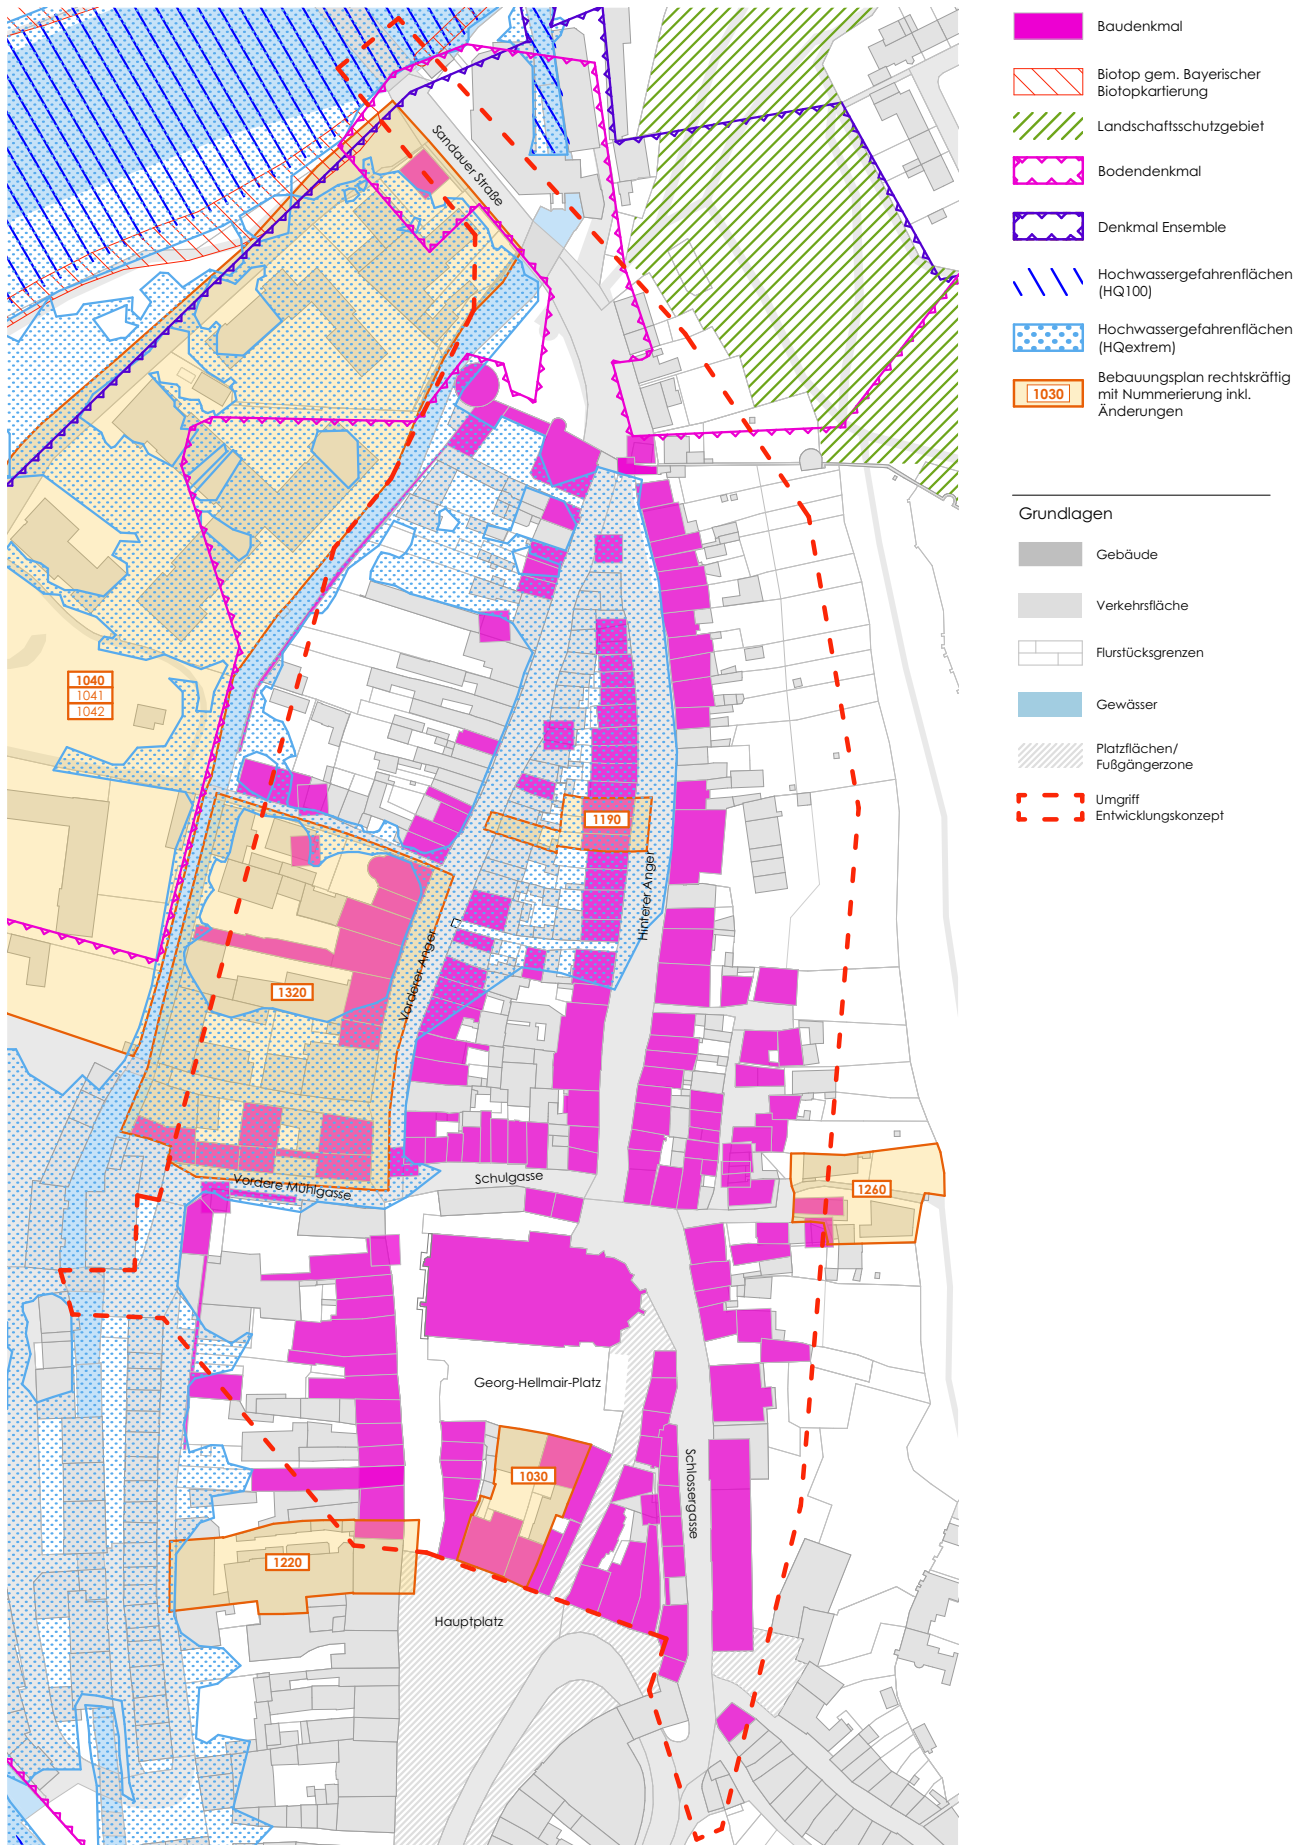 Sandauer Straße
1040
1041
1042
1190
Hinterer Anger
Vorderer Anger
1320
Schulgasse
Vordere Mühlgasse
1260
Georg-Hellmair-Platz
1030
Schlossergasse
1220
Hauptplatz
Baudenkmal
Biotop gem. Bayerischer
Biotopkartierung
Landschaftsschutzgebiet
Bodendenkmal
Denkmal Ensemble
Hochwassergefahrenflächen
(HQ100)
Hochwassergefahrenflächen
(HQextrem)
1030
Bebauungsplan rechtskräftig
mit Nummerierung inkl.
Änderungen
Grundlagen
Gebäude
Verkehrsfläche
Flurstücksgrenzen
Gewässer
Platzflächen/
Fußgängerzone
Umgriff
Entwicklungskonzept